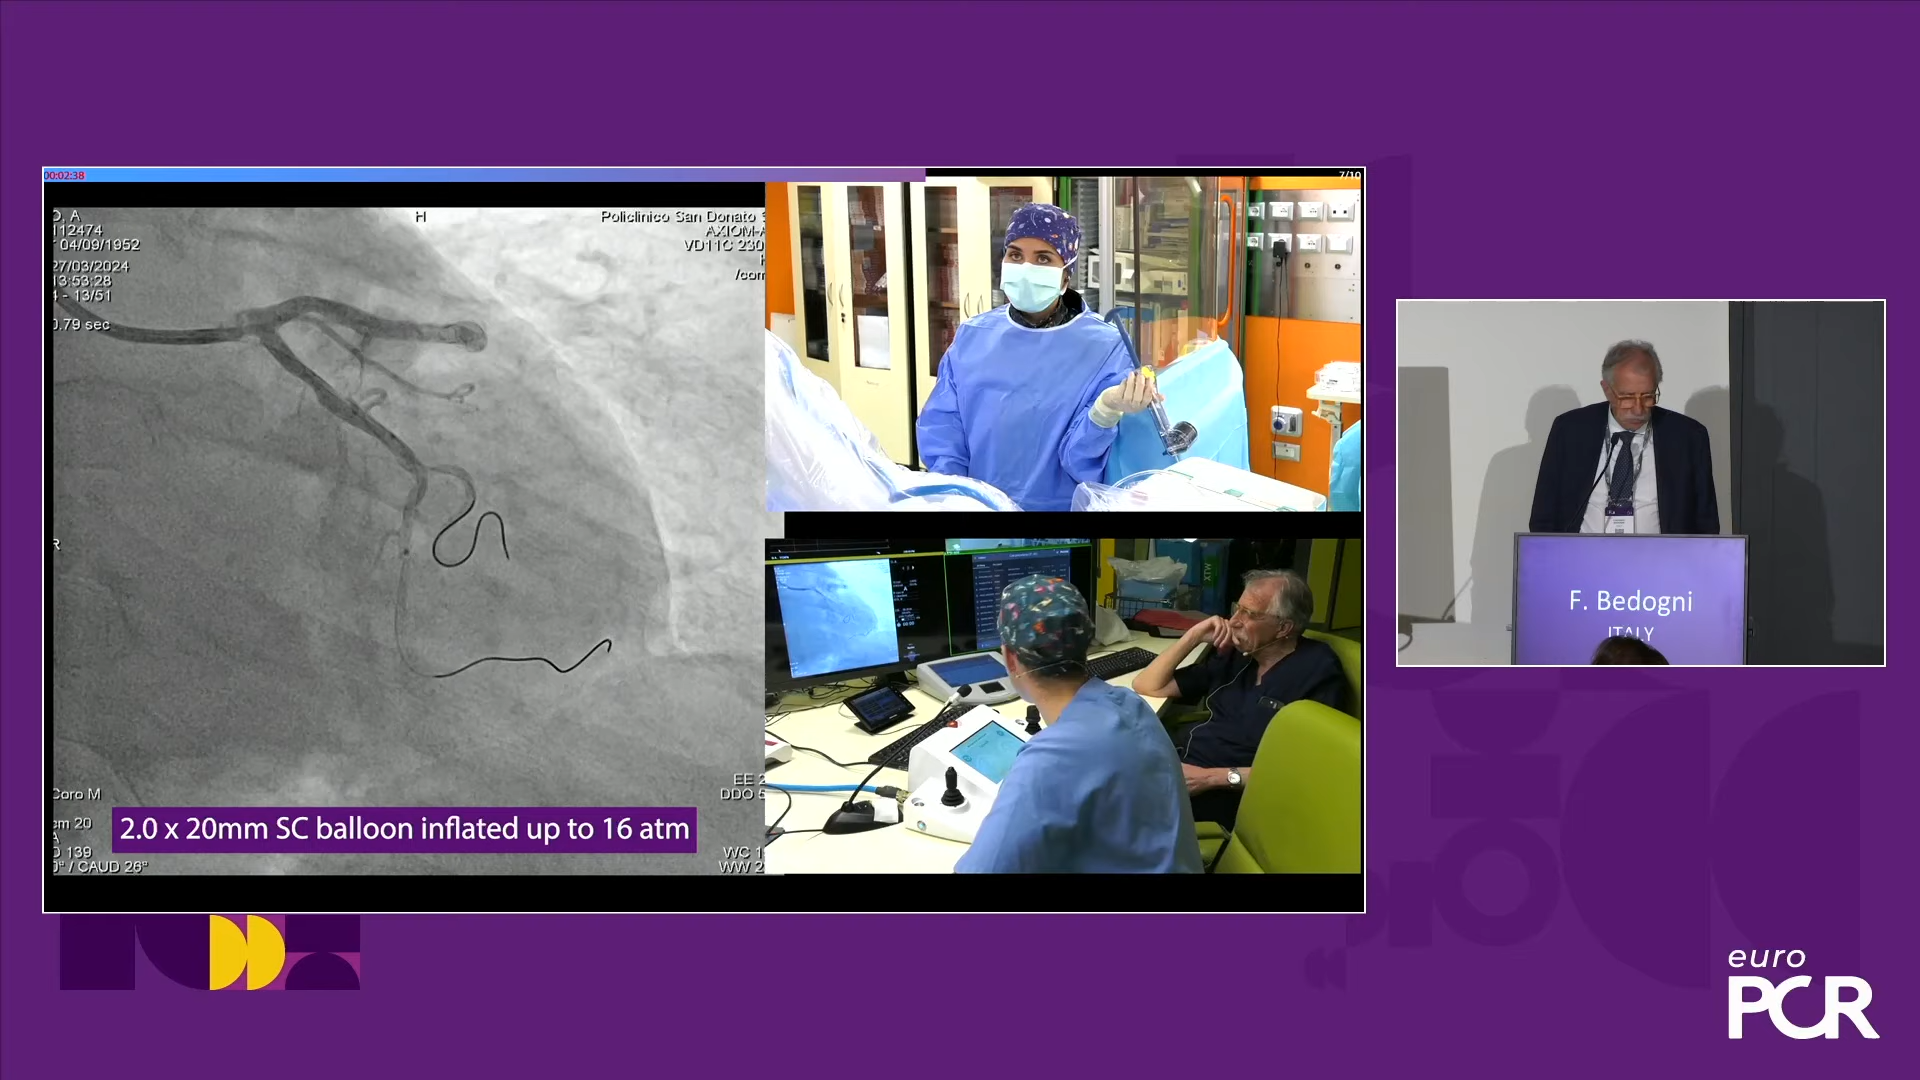 00:02:38
7/10
O, A
112474
04/09/1952
27/03/2024
13:53:28
13/51
0.79 sec
H
Policlinico San Donato
AXIOM-A
VD11C 230
/com
R
Coro M
cm 20
A
139
/ CAUD 26°
EE 2
DDO
WC 1
WW 2
2.0 x 20mm SC balloon inflated up to 16 atm
XTW
F. Bedogni
ITALY
euro
PCR